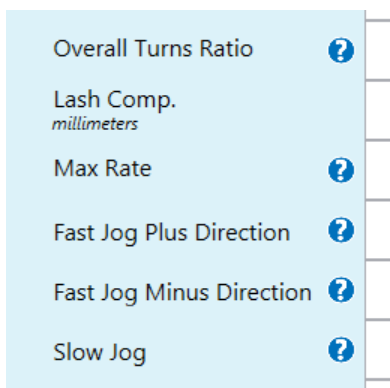 Overall Turns Ratio ?
Lash Comp.
millimeters
Max Rate ?
Fast Jog Plus Direction ?
Fast Jog Minus Direction ?
Slow Jog ?